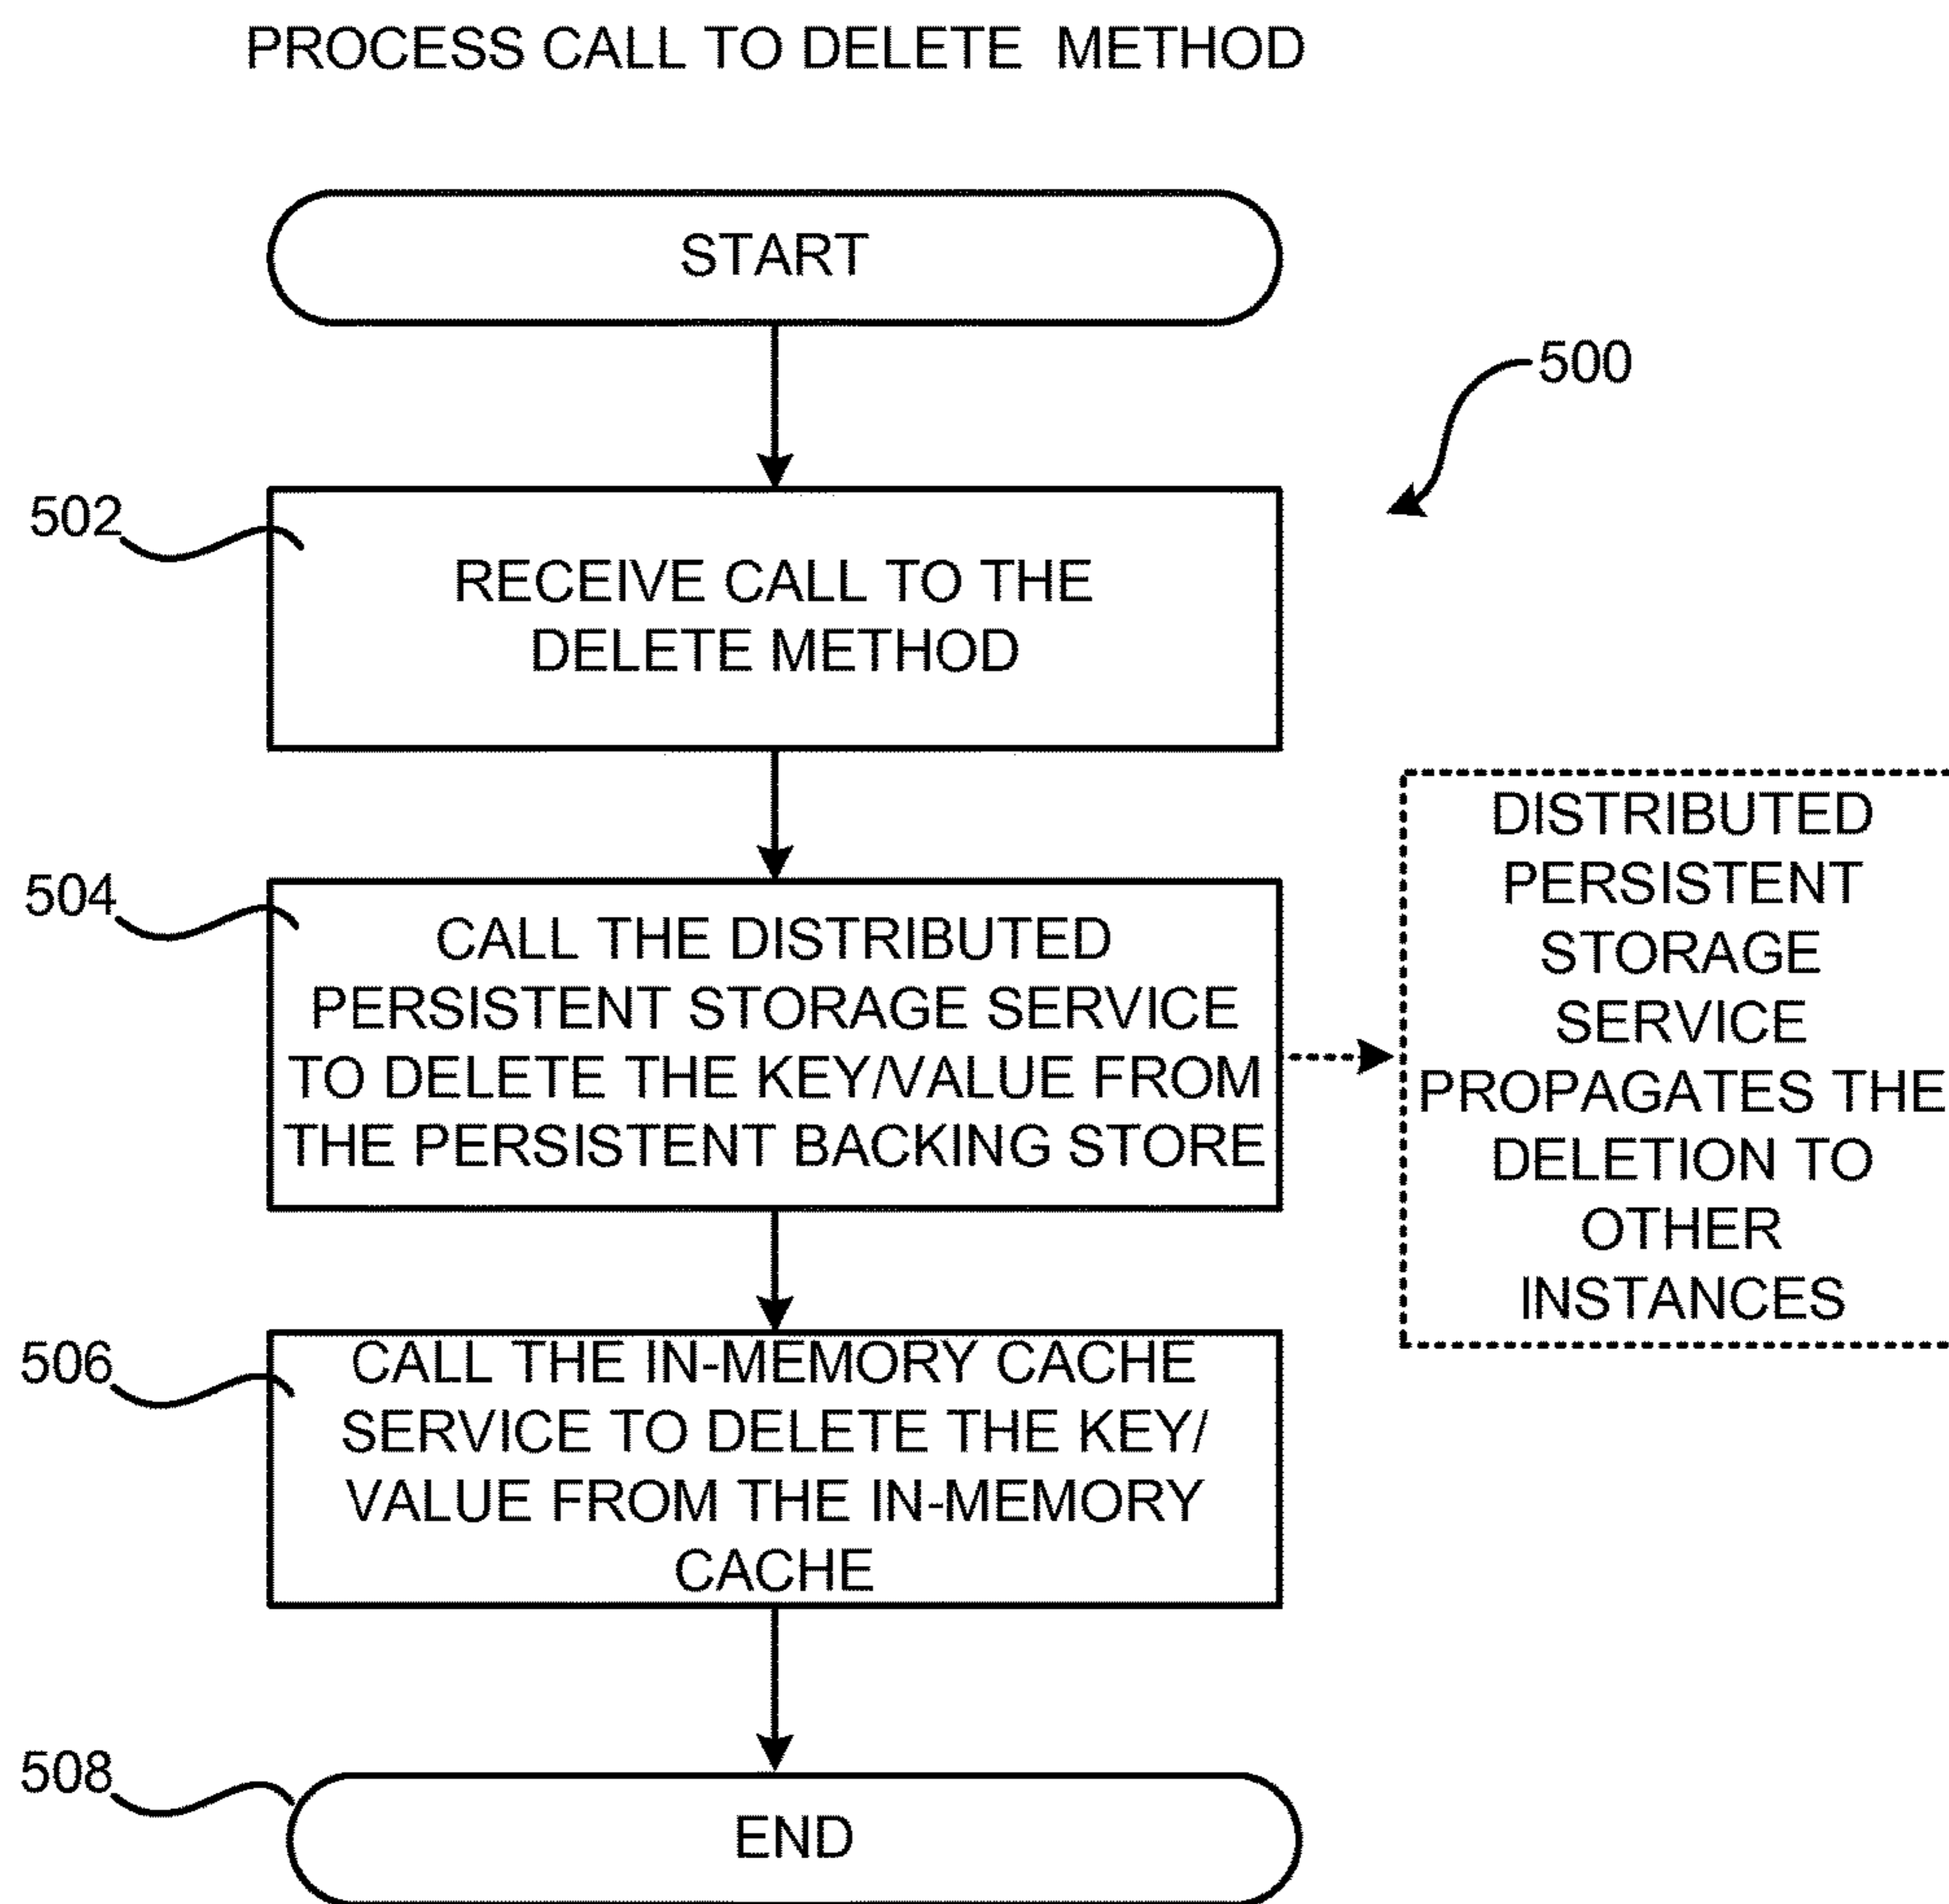 PROCESS CALL TO DELETE METHOD
START
500
502
RECEIVE CALL TO THE
DELETE METHOD
504
CALL THE DISTRIBUTED
PERSISTENT STORAGE SERVICE
TO DELETE THE KEY/VALUE FROM
THE PERSISTENT BACKING STORE
DISTRIBUTED
PERSISTENT
STORAGE
SERVICE
PROPAGATES THE
DELETION TO
OTHER
INSTANCES
506
CALL THE IN-MEMORY CACHE
SERVICE TO DELETE THE KEY/
VALUE FROM THE IN-MEMORY
CACHE
508
END